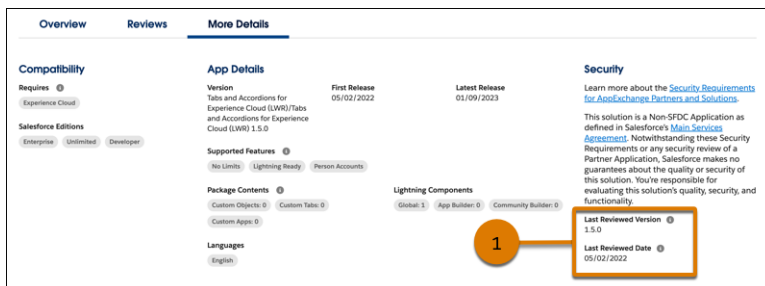 Overview Reviews More Details
Compatibility
Requires
Experience Cloud
Salesforce Editions
Enterprise Unlimited Developer
App Details
Version
Tabs and Accordions for
Experience Cloud (LWR)/Tabs
and Accordions for Experience
Cloud (LWR) 1.5.0
First Release
05/02/2022
Latest Release
01/09/2023
Supported Features
No Limits Lightning Ready Person Accounts
Package Contents
Custom Objects: 0 Custom Tabs: 0
Custom Apps: 0
Lightning Components
Global: 1 App Builder: 0 Community Builder: 0
Languages
English
Security
Learn more about the Security Requirements
for AppExchange Partners and Solutions.
This solution is a Non-SFDC Application as
defined in Salesforce's Main Services
Agreement. Notwithstanding these Security
Requirements or any security review of a
Partner Application, Salesforce makes no
guarantees about the quality or security of
this solution. You're responsible for
evaluating this solution's quality, security, and
functionality.
1
Last Reviewed Version
1.5.0
Last Reviewed Date
05/02/2022